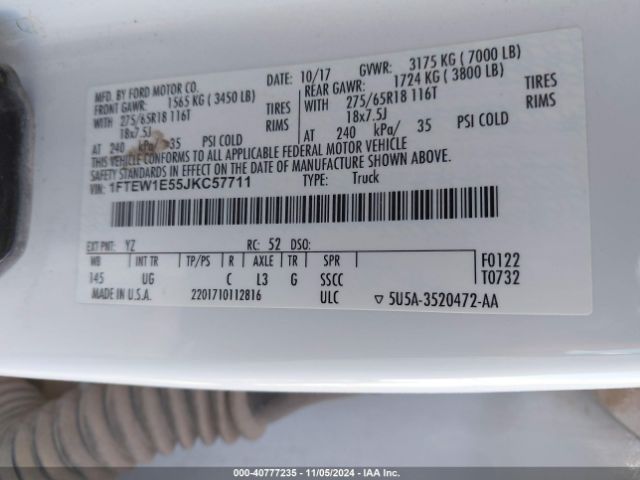 MFD. BY FORD MOTOR CO.
10/17
GVWR: 3175 KG ( 7000 LB)
FRONT GAWR: 1565 KG ( 3450 LB)
REAR GAWR: 1724 KG ( 3800 LB)
WITH 275/65R18 116T TIRES
WITH 275/65R18 116T TIRES
18x7.5J RIMS
18x7.5J RIMS
AT 240 kPa/ 35 PSI COLD
AT 240 kPa/ 35 PSI COLD
THIS VEHICLE CONFORMS TO ALL APPLICABLE FEDERAL MOTOR VEHICLE
SAFETY STANDARDS IN EFFECT ON THE DATE OF MANUFACTURE SHOWN ABOVE.
VIN: 1FTEW1E55JKC57711
TYPE: Truck
EXT PNT: YZ RC: 52 DSO:
WB INT TR TP/PS R AXLE TR SPR F0122
145 UG C L3 G SSCC T0732
MADE IN U.S.A. 2201710112816 ULC ▽ 5U5A-3520472-AA
000-40777235 - 11/05/2024 - IAA Inc.